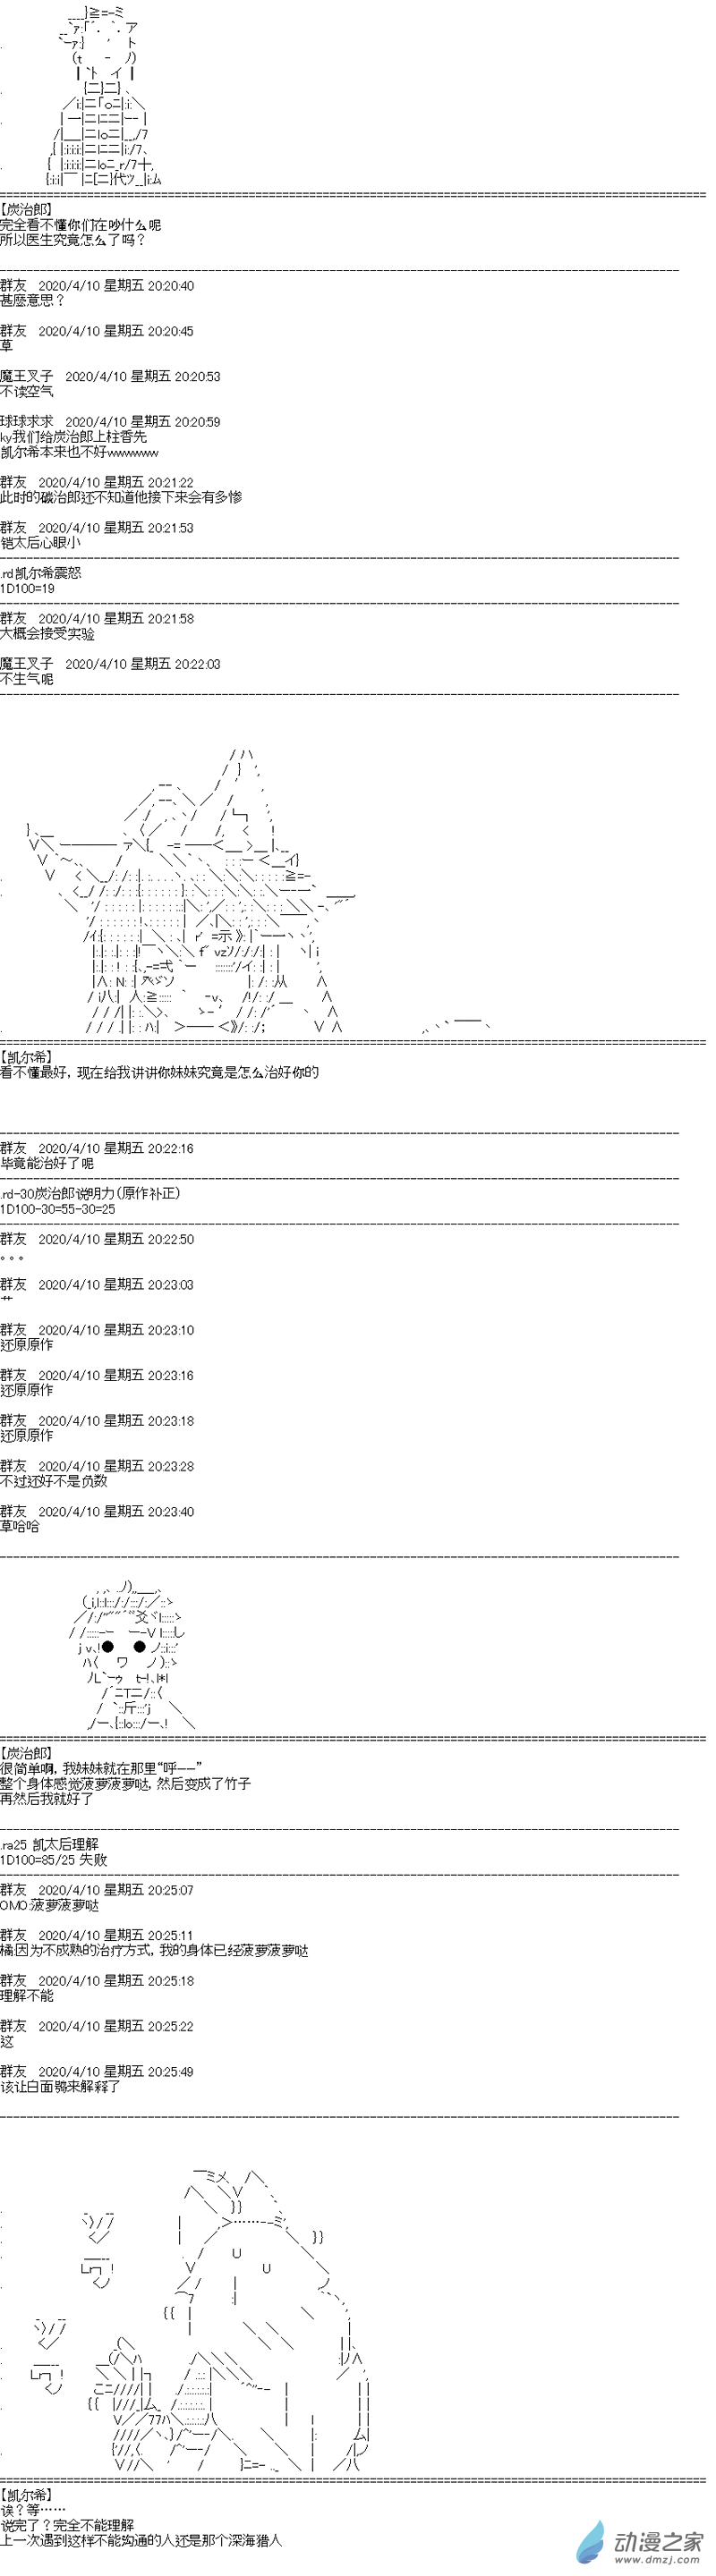 【炭治郎】
完全看不懂你们在吵什么呢
所以医生究竟怎么了吗？
群友　2020/4/10 星期五 20:20:40
甚麼意思？
群友　2020/4/10 星期五 20:20:45
草
魔王叉子　2020/4/10 星期五 20:20:53
不读空气
球球求求　2020/4/10 星期五 20:20:59
ky我们给炭治郎上柱香先
凯尔希本来也不好wwwwww
群友　2020/4/10 星期五 20:21:22
此时的碳治郎还不知道他接下来会有多惨
群友　2020/4/10 星期五 20:21:53
铠太后心眼小
.rd凯尔希震怒
1D100=19
群友　2020/4/10 星期五 20:21:58
大概会接受实验
魔王叉子　2020/4/10 星期五 20:22:03
不生气呢
【凯尔希】
看不懂最好，现在给我讲讲你妹妹究竟是怎么治好你的
群友　2020/4/10 星期五 20:22:16
毕竟能治好了呢
.rd-30炭治郎说明力（原作补正）
1D100-30=55-30=25
群友　2020/4/10 星期五 20:22:50
。。。
群友　2020/4/10 星期五 20:23:03
艹
群友　2020/4/10 星期五 20:23:10
还原原作
群友　2020/4/10 星期五 20:23:16
还原原作
群友　2020/4/10 星期五 20:23:18
还原原作
群友　2020/4/10 星期五 20:23:28
不过还好不是负数
群友　2020/4/10 星期五 20:23:40
草哈哈
【炭治郎】
很简单啊，我妹妹就在那里“呼——”
整个身体感觉菠萝菠萝哒，然后变成了竹子
再然后我就好了
.ra25 凯太后理解
1D100=85/25 失败
群友　2020/4/10 星期五 20:25:07
OMO:菠萝菠萝哒
群友　2020/4/10 星期五 20:25:11
橘:因为不成熟的治疗方式，我的身体已经菠萝菠萝哒
群友　2020/4/10 星期五 20:25:18
理解不能
群友　2020/4/10 星期五 20:25:22
这
群友　2020/4/10 星期五 20:25:49
该让白面鸮来解释了
【凯尔希】
诶？等……
说完了？完全不能理解
上一次遇到这样不能沟通的人还是那个深海猎人
动漫之家
www.dmzj.com